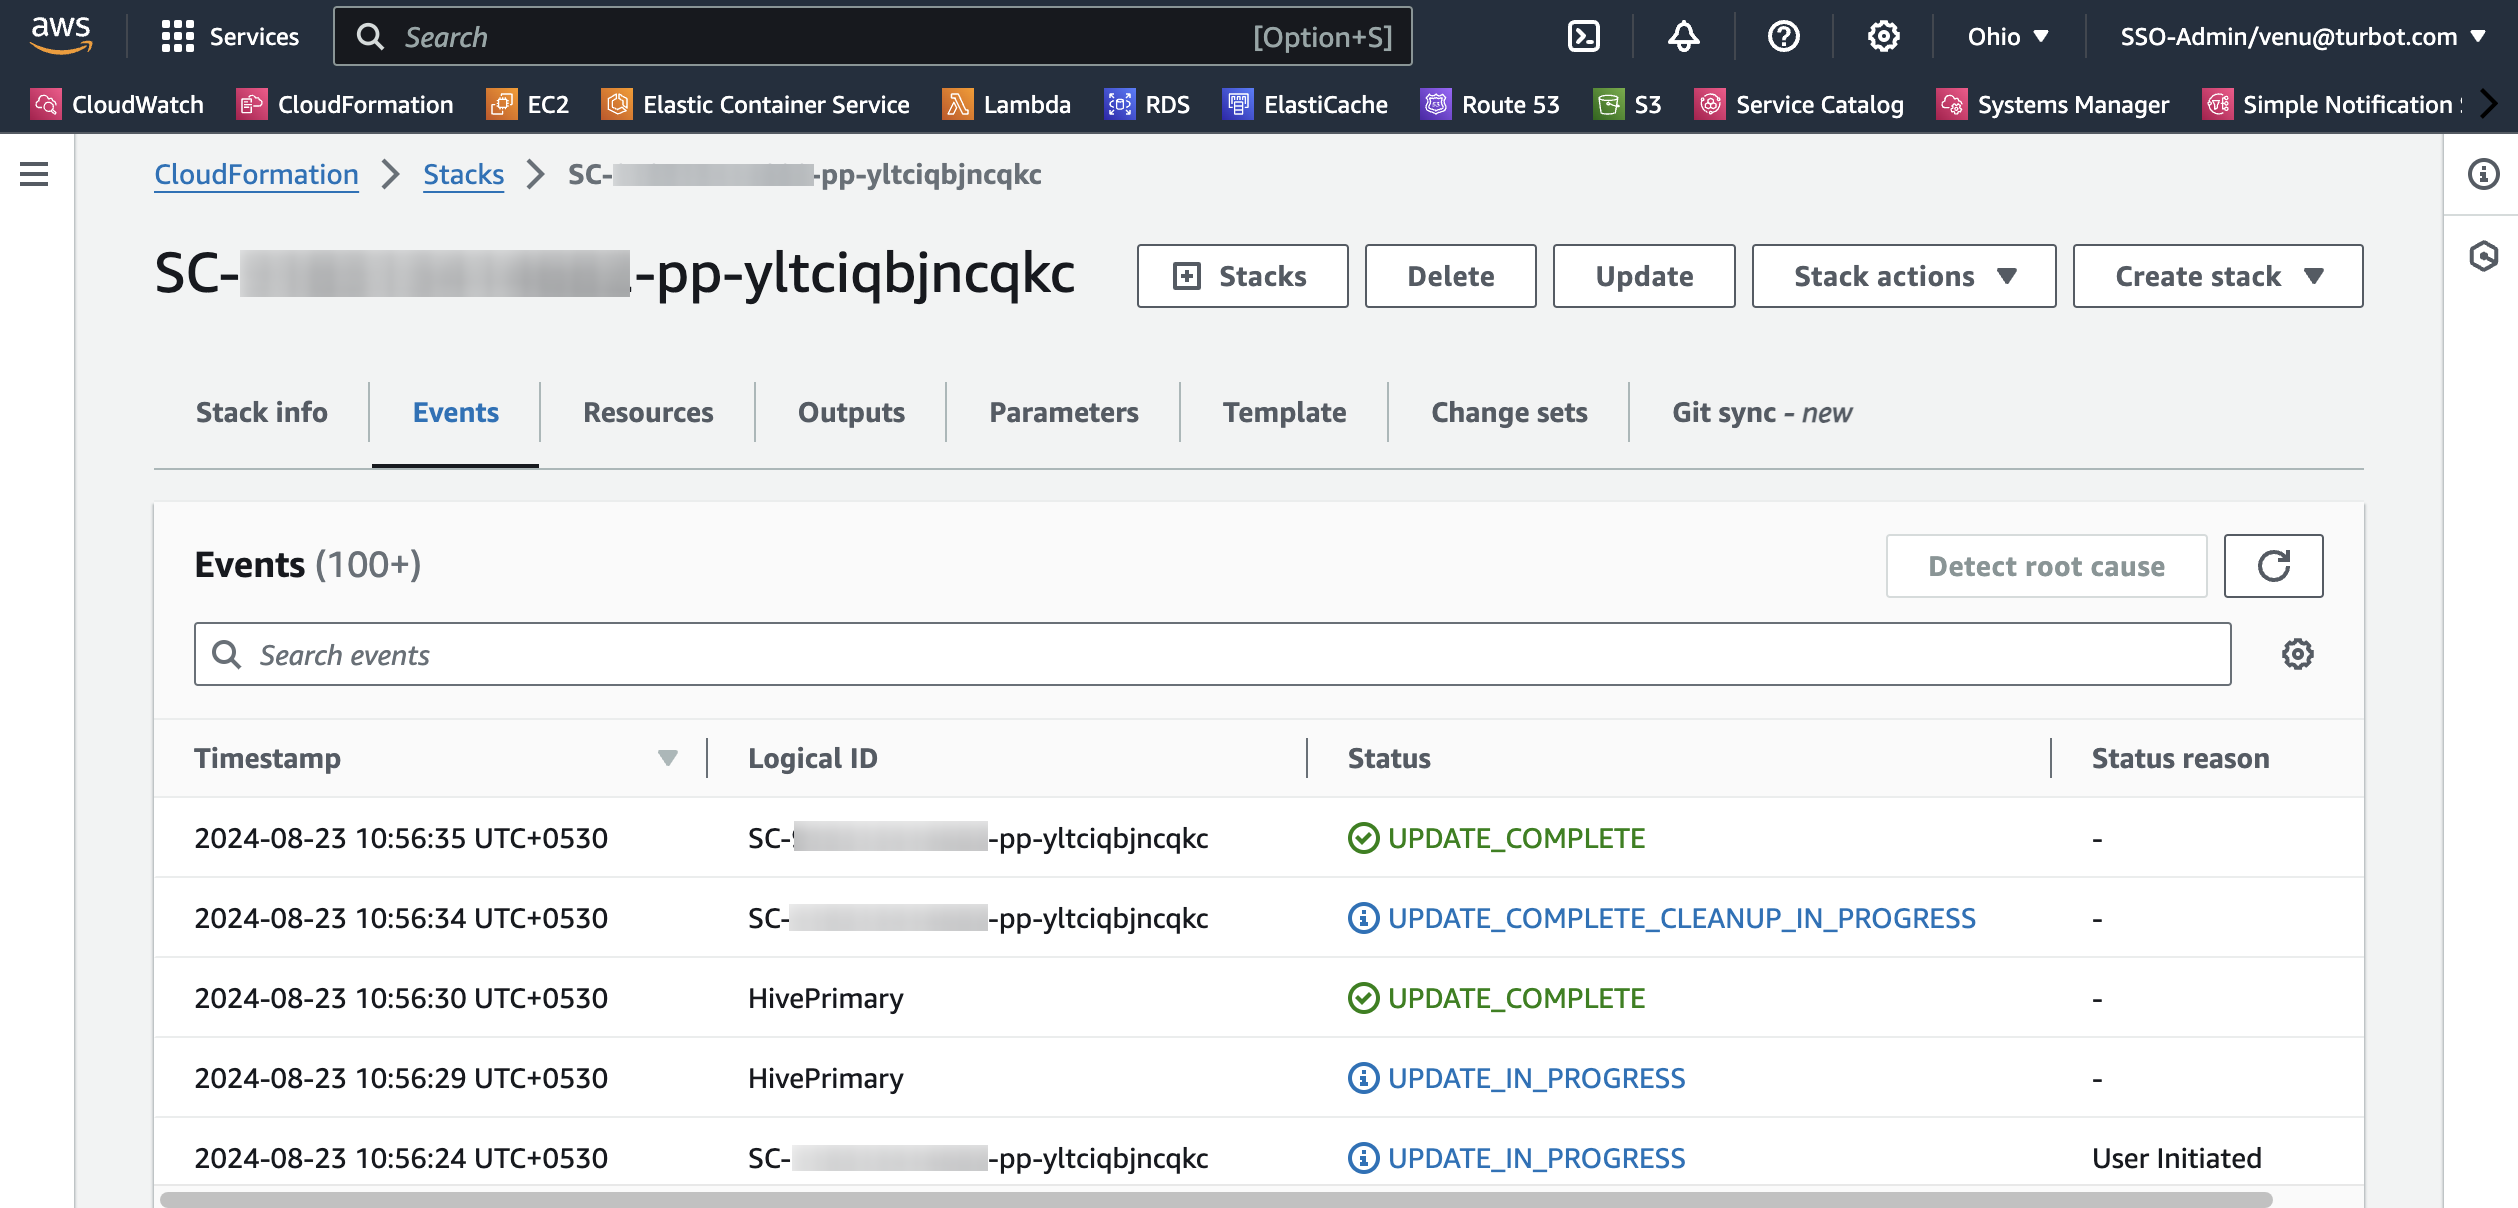 aws Services Search [Option+S] Ohio SSO-Admin/venu@turbot.com
CloudWatch CloudFormation EC2 Elastic Container Service Lambda RDS ElastiCache Route 53 S3 Service Catalog Systems Manager Simple Notification
CloudFormation Stacks SC- -pp-yltciqbjncqkc
SC- -pp-yltciqbjncqkc Stacks Delete Update Stack actions Create stack
Stack info Events Resources Outputs Parameters Template Change sets Git sync - new
Events (100+) Detect root cause
Search events
Timestamp Logical ID Status Status reason
2024-08-23 10:56:35 UTC+0530 SC- -pp-yltciqbjncqkc UPDATE_COMPLETE -
2024-08-23 10:56:34 UTC+0530 SC- -pp-yltciqbjncqkc UPDATE_COMPLETE_CLEANUP_IN_PROGRESS -
2024-08-23 10:56:30 UTC+0530 HivePrimary UPDATE_COMPLETE -
2024-08-23 10:56:29 UTC+0530 HivePrimary UPDATE_IN_PROGRESS -
2024-08-23 10:56:24 UTC+0530 SC- -pp-yltciqbjncqkc UPDATE_IN_PROGRESS User Initiated